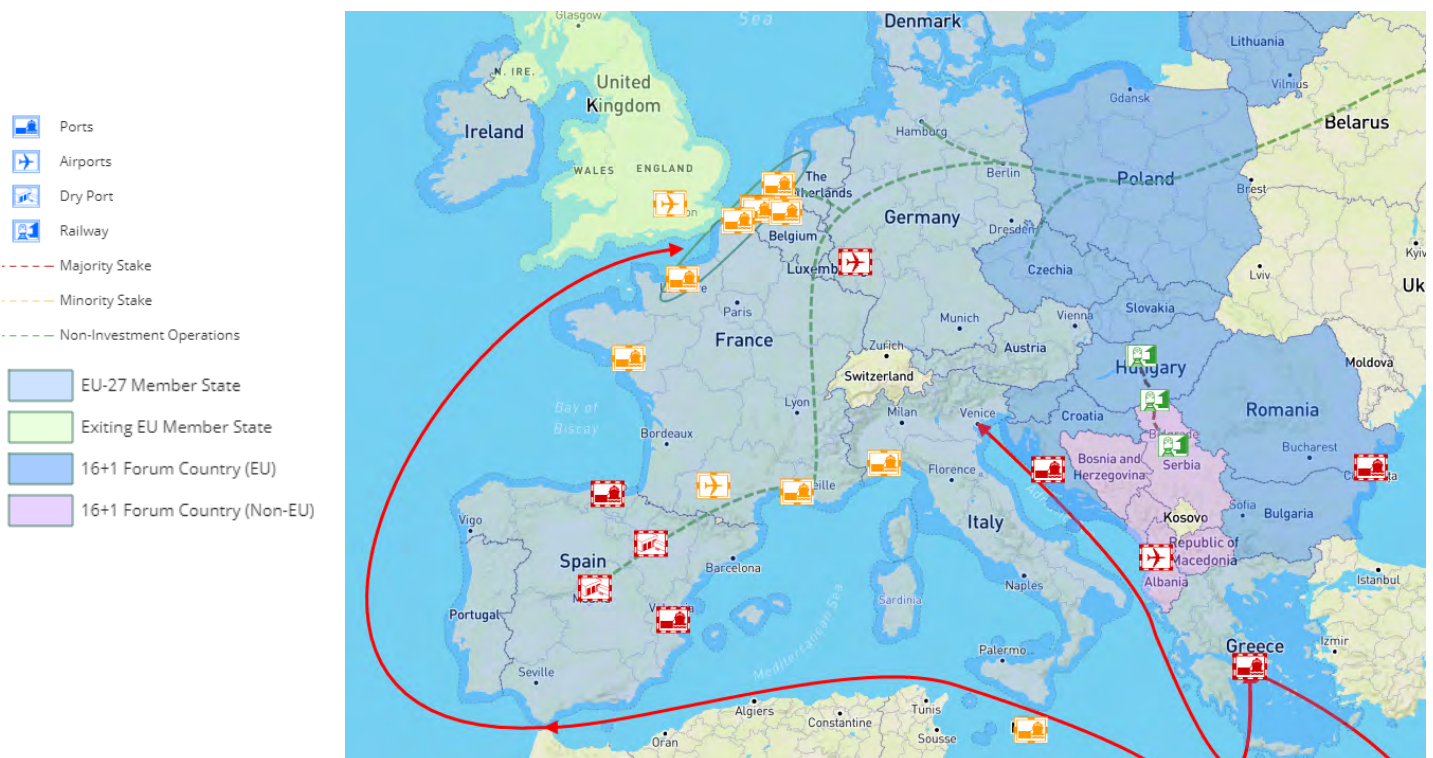 Ports
Airports
Dry Port
Railway
Majority Stake
Minority Stake
Non-Investment Operations
EU-27 Member State
Exiting EU Member State
16+1 Forum Country (EU)
16+1 Forum Country (Non-EU)
Glasgow
Sea
Denmark
Lithuania
Vilnius
N. IRE.
United
Kingdom
Ireland
Gdansk
Hamburg
Belarus
WALES
ENGLAND
The
Berlin
Poland
Brest
Germany
Belgium
Dresden
Kyiv
Luxemb
Czechia
Lviv
Uk
Paris
Slovakia
Munich
Vienna
France
Zurich
Austria
Switzerland
Hungary
Moldova
Bay of
Biscay
Lyon
Milan
Venice
Croatia
Romania
Bordeaux
Bucharest
Bosnia and
Herzegovina
Serbia
Florence
Vigo
Sofia
Bulgaria
Kosovo
Italy
Republic of
Macedonia
Spain
Barcelona
Albania
Istanbul
Naples
Sardinia
Portugal
Mediterranean Sea
Izmir
Greece
Palermo
Seville
Algiers
Tunis
Constantine
Oran
Sousse